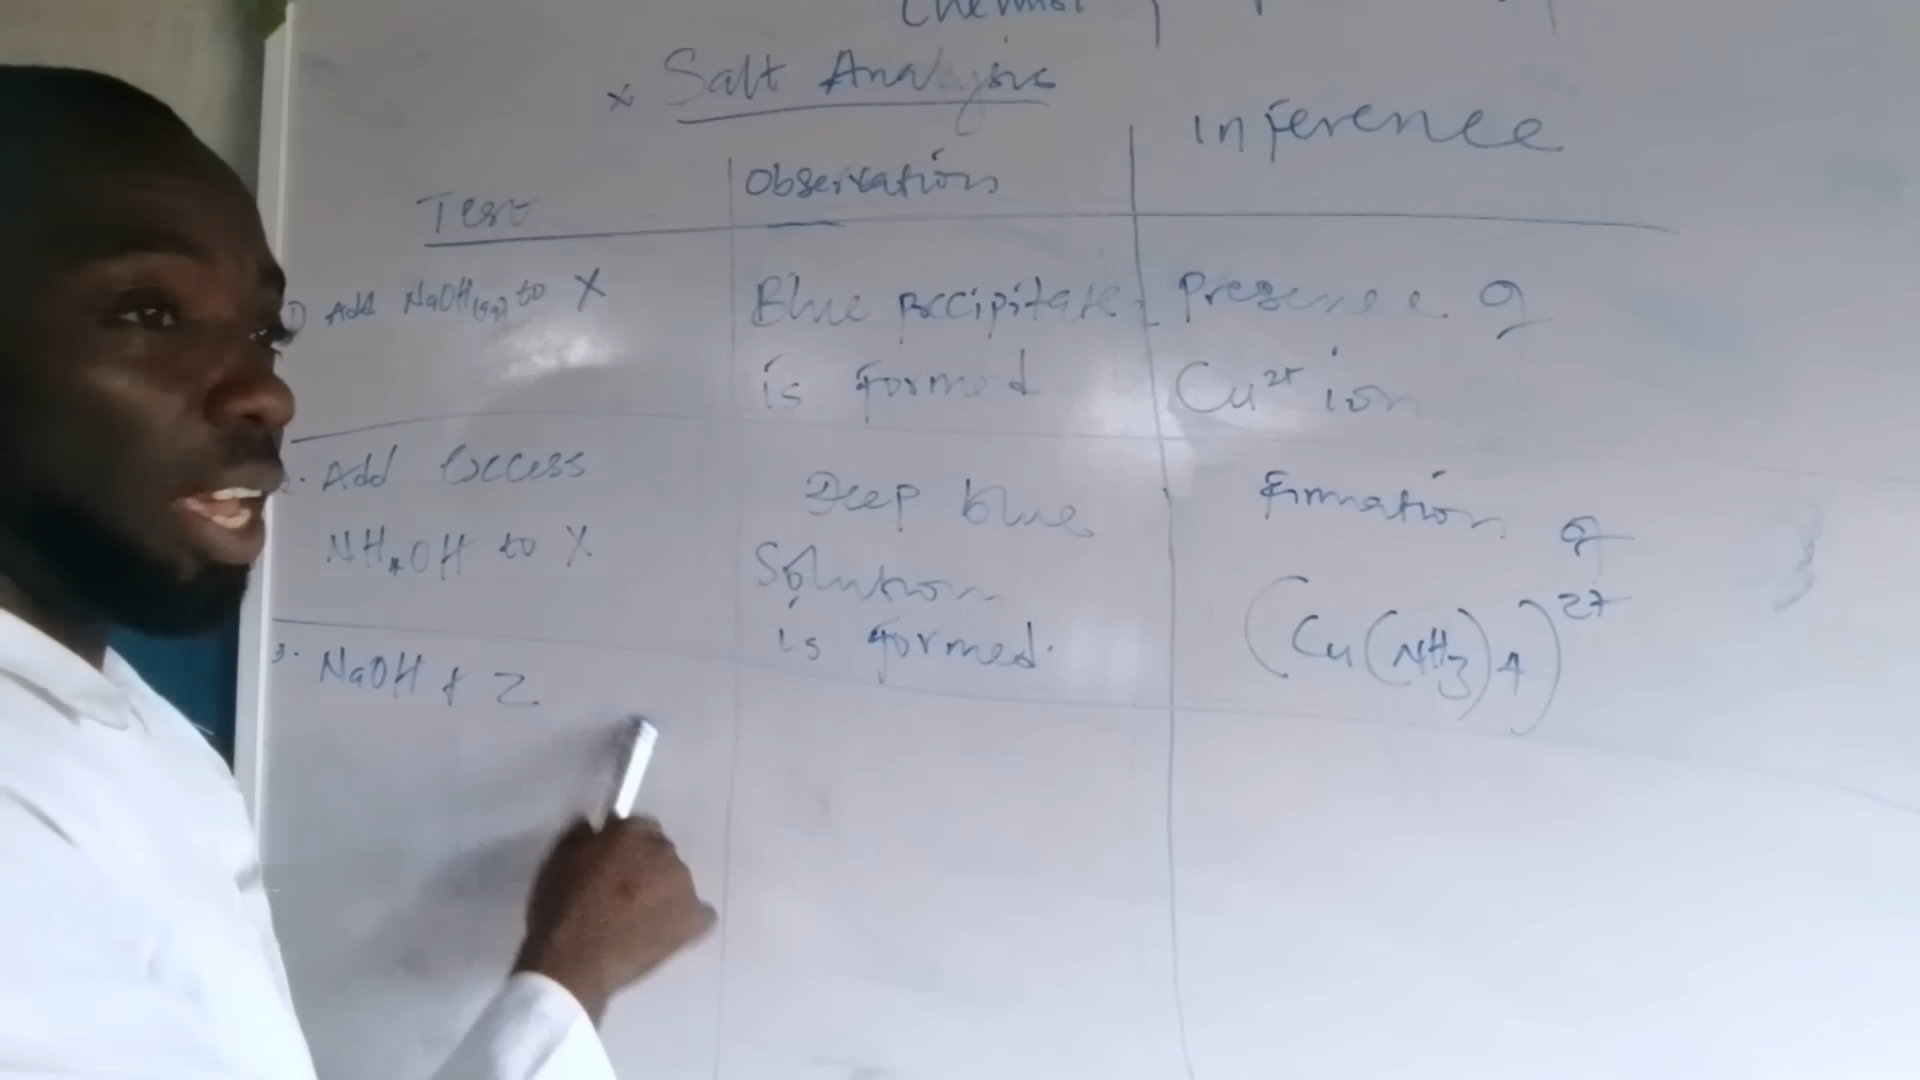 x Salt Analysis
Test
Observation
Inference
1) Add NaOH(aq) to X
Blue precipitate
is formed
Presence of
Cu2+ ion
2. Add Excess
NH4OH to X
Deep blue
Solution
is formed.
Formation of
(Cu(NH3)4)2+
3. NaOH + Z